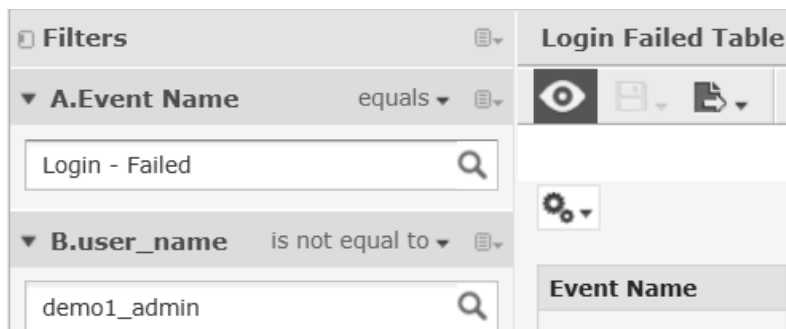 Filters
A.Event Name equals
Login - Failed
B.user_name is not equal to
demo1_admin
Login Failed Table
Event Name